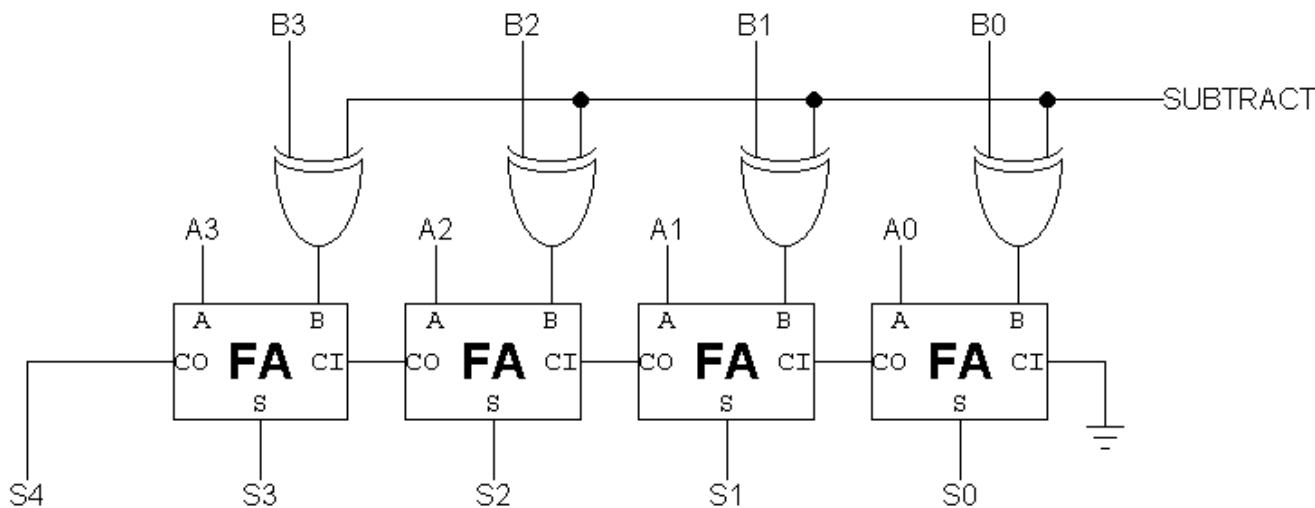 B3 B2 B1 B0
SUBTRACT
A3 A2 A1 A0
A B A B A B A B
CO FA CI CO FA CI CO FA CI CO FA CI
S S S S
S4 S3 S2 S1 S0